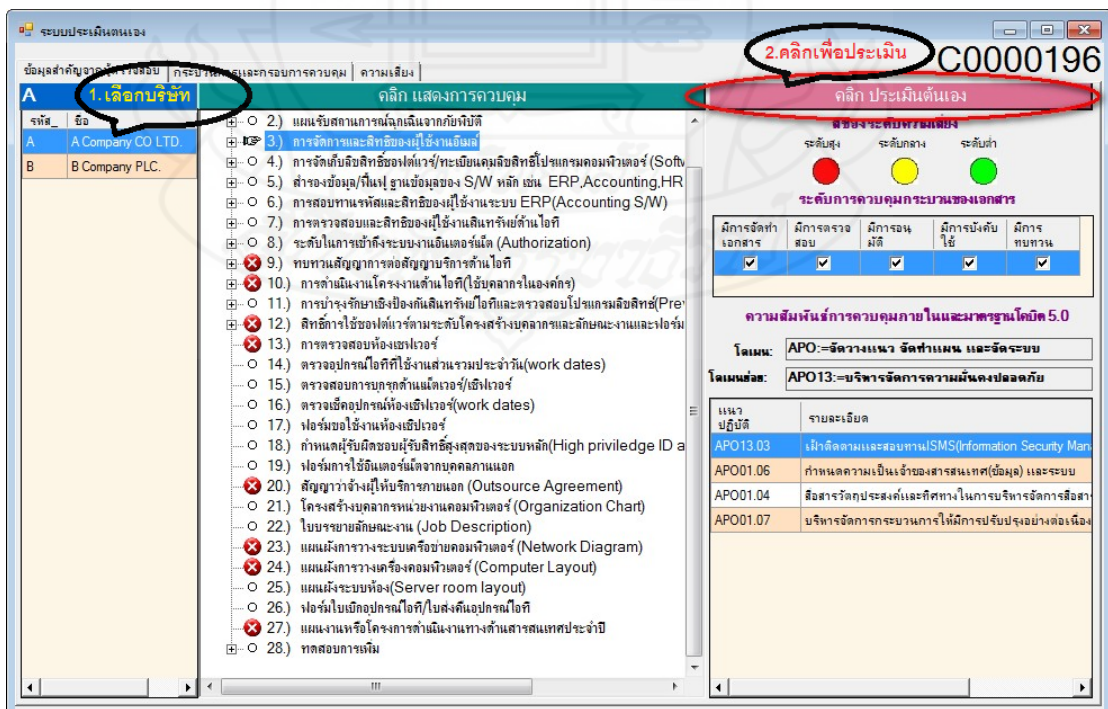 ระบบประเมินตนเอง
2.คลิกเพื่อประเมิน
C0000196
ข้อมูลสำคัญจากผู้ตรวจสอบ
กระบวนการและกรอบการควบคุม
ความเสี่ยง
A
1.เลือกบริษัท
คลิก แสดงการควบคุม
คลิก ประเมินตันเอง
รหัส_ ชื่อ
A A Company CO LTD.
B B Company PLC.
2.) แผนรับสถานการณ์ฉุกเฉินจากภัยพิบัติ
3.) การจัดการและสิทธิของผู้ใช้งานอีเมล์
4.) การจัดเก็บลิขสิทธิ์ซอฟต์แวร์/ทะเบียนคุมลิขสิทธิ์โปรแกรมคอมพิวเตอร์ (Softw
5.) สำรองข้อมูล/ฟื้นฟู ฐานข้อมูลของ S/W หลัก เช่น ERP,Accounting,HR
6.) การสอบทานรหัสและสิทธิของผู้ใช้งานระบบ ERP(Accounting S/W)
7.) การตรวจสอบและสิทธิของผู้ใช้งานสินทรัพย์ด้านไอที
8.) ระดับในการเข้าถึงระบบงานอินเตอร์เน็ต (Authorization)
9.) ทบทวนสัญญาการต่อสัญญาบริการด้านไอที
10.) การดำเนินงานโครงงานด้านไอที(ใช้บุคลากรในองค์กร)
11.) การบำรุงรักษาเชิงป้องกันสินทรัพย์ไอทีและตรวจสอบโปรแกรมลิขสิทธิ์(Pre
12.) สิทธิ์การใช้ซอฟต์แวร์ตามระดับโครงสร้างบุคลากรและลักษณะงานและฟอร์ม
13.) การตรวจสอบห้องเซฟเวอร์
14.) ตรวจอุปกรณ์ไอทีที่ใช้งานส่วนรวมประจำวัน(work dates)
15.) ตรวจสอบการบุกรุกด้านเน็ตเวอร์/เซิฟเวอร์
16.) ตรวจเช็คอุปกรณ์ห้องเซิฟเวอร์(work dates)
17.) ฟอร์มขอใช้งานห้องเซิฟเวอร์
18.) กำหนดผู้รับผิดชอบผู้รับสิทธิ์สูงสุดของระบบหลัก(High priviledge ID a
19.) ฟอร์มการใช้อินเตอร์เน็ตจากบุคคลภานนอก
20.) สัญญาว่าจ้างผู้ให้บริการภายนอก (Outsource Agreement)
21.) โครงสร้างบุคลากรหน่วยงานคอมพิวเตอร์ (Organization Chart)
22.) ใบบรรยายลักษณะงาน (Job Description)
23.) แผนผังการวางระบบเครือข่ายคอมพิวเตอร์ (Network Diagram)
24.) แผนผังการวางเครื่องคอมพิวเตอร์ (Computer Layout)
25.) แผนผังระบบห้อง(Server room layout)
26.) ฟอร์มใบเบิกอุปกรณ์ไอที/ใบส่งคืนอุปกรณ์ไอที
27.) แผนงานหรือโครงการดำเนินงานทางด้านสารสนเทศประจำปี
28.) ทดสอบการเพิ่ม
สีของระดับความเสี่ยง
ระดับสูง ระดับกลาง ระดับต่ำ
ระดับการควบคุมกระบวนของเอกสาร
มีการจัดทำ มีการตรวจ มีการอนุ มีการบังคับ มีการ
เอกสาร สอบ มัติ ใช้ ทบทวน
ความสัมพันธ์การควบคุมภายในและมาตรฐานโคบิต 5.0
โดเมน: APO:=จัดวางแนว จัดทำแผน และจัดระบบ
โดเมนย่อย: APO13:=บริหารจัดการความมั่นคงปลอดภัย
แนว
ปฏิบัติ รายละเอียด
APO13.03 เฝ้าติดตามและสอบทานISMS(Information Security Man
APO01.06 กำหนดความเป็นเจ้าของสารสนเทศ(ข้อมูล) และระบบ
APO01.04 สื่อสารวัตถุประสงค์และทิศทางในการบริหารจัดการสื่อสาร
APO01.07 บริหารจัดการกระบวนการให้มีการปรับปรุงอย่างต่อเนื่อง